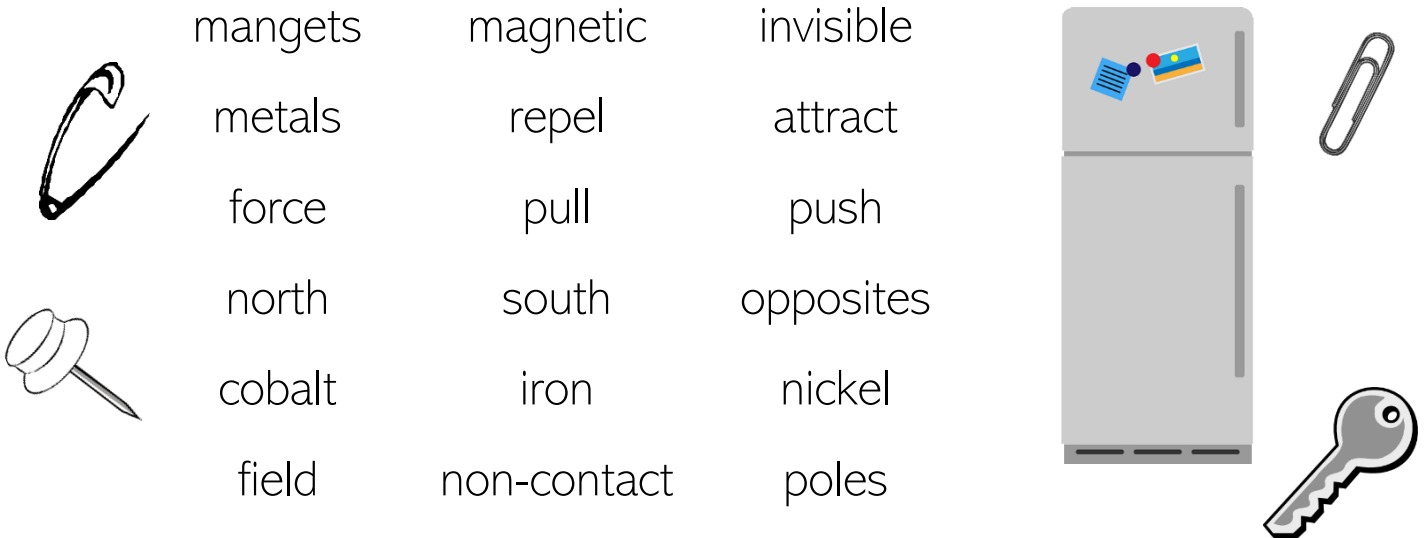 mangets magnetic invisible
metals repel attract
force pull push
north south opposites
cobalt iron nickel
field non-contact poles